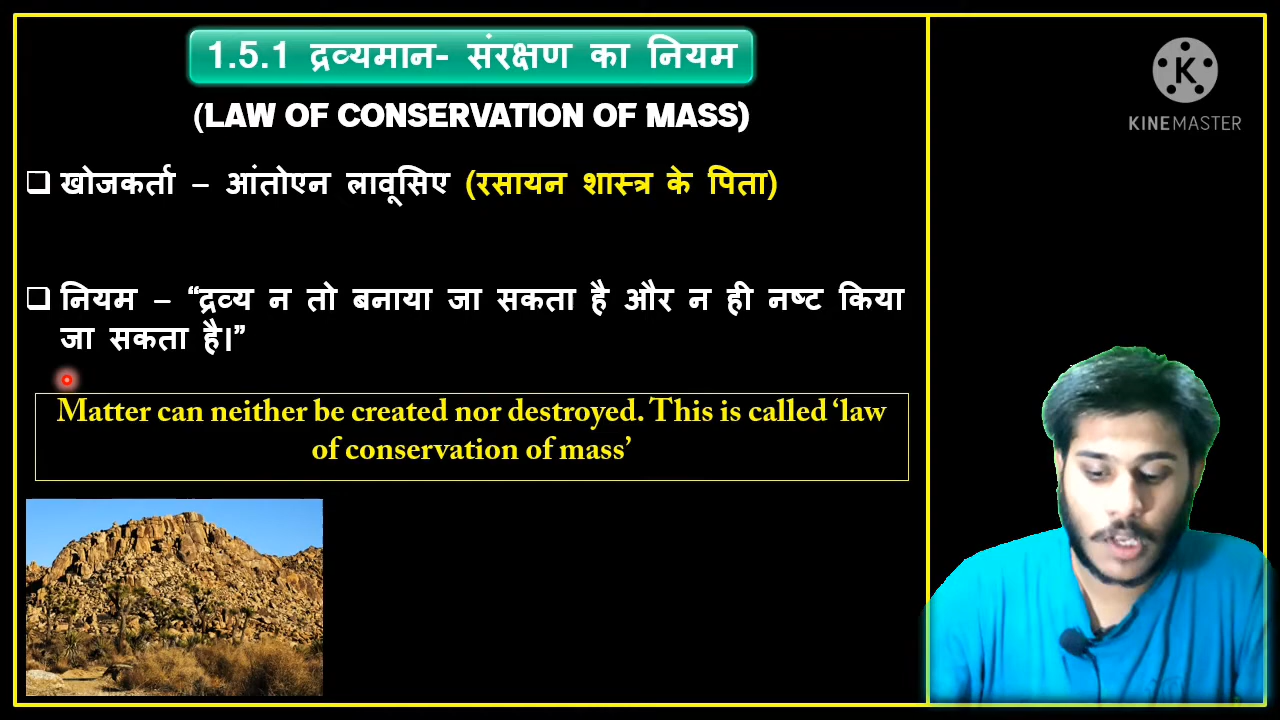 1.5.1 द्रव्यमान- संरक्षण का नियम
(LAW OF CONSERVATION OF MASS)
खोजकर्ता – आंतोएन लावूसिए (रसायन शास्त्र के पिता)
नियम – “द्रव्य न तो बनाया जा सकता है और न ही नष्ट किया
जा सकता है।”
Matter can neither be created nor destroyed. This is called ‘law
of conservation of mass’
K
KINEMASTER